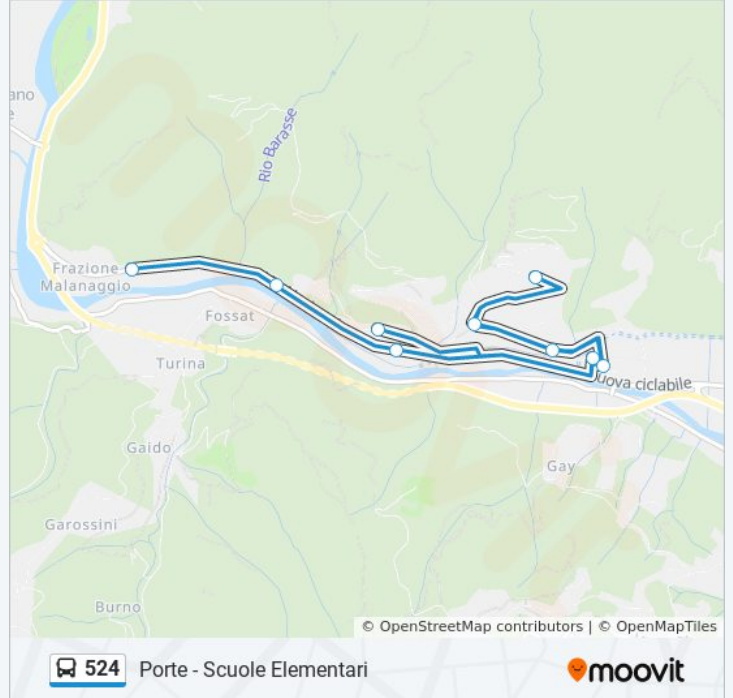 ano
e
Rio Barasse
Frazione
Malanaggio
Fossat
Turina
uova ciclabile
Gaido
Gay
Garossini
Burno
© OpenStreetMap contributors | © OpenMapTiles
524 Porte - Scuole Elementari
moovit